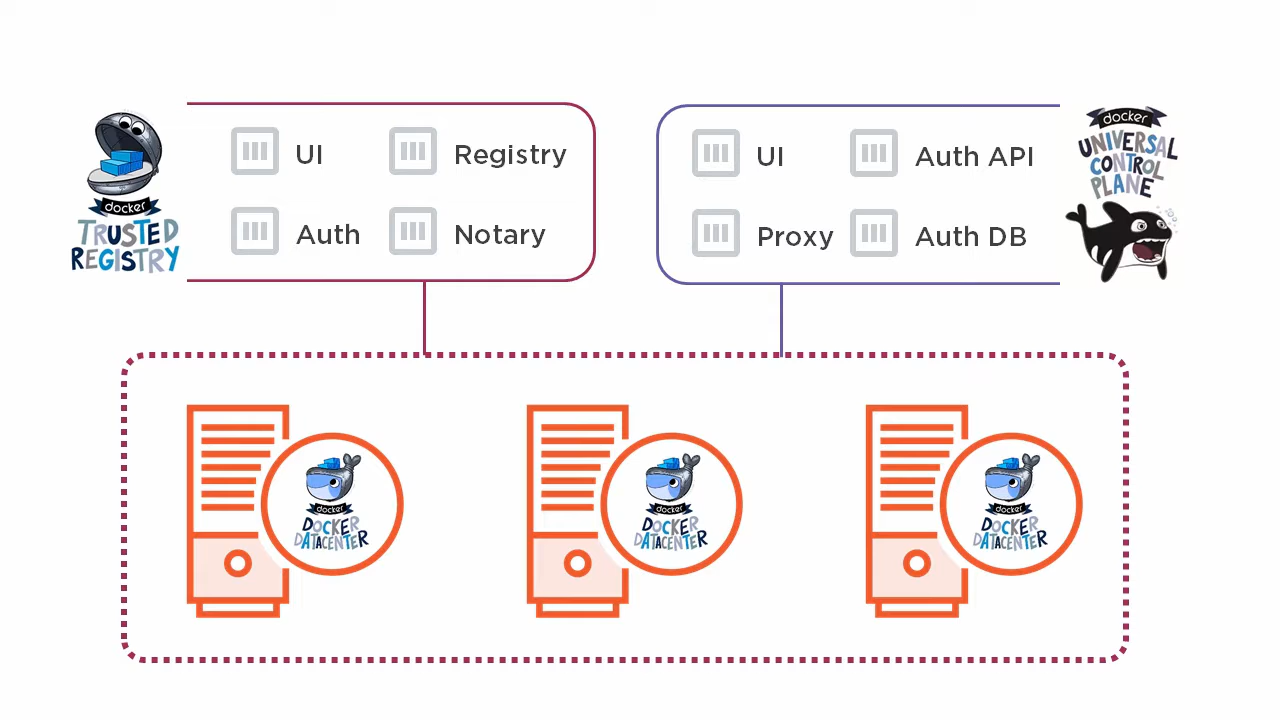 docker
TRUSTED
REGISTRY
UI
Registry
Auth
Notary
UI
Auth API
Proxy
Auth DB
docker
UNIVERSAL
CONTROL
PLANE
docker
DOCKER
DATACENTER
docker
DOCKER
DATACENTER
docker
DOCKER
DATACENTER